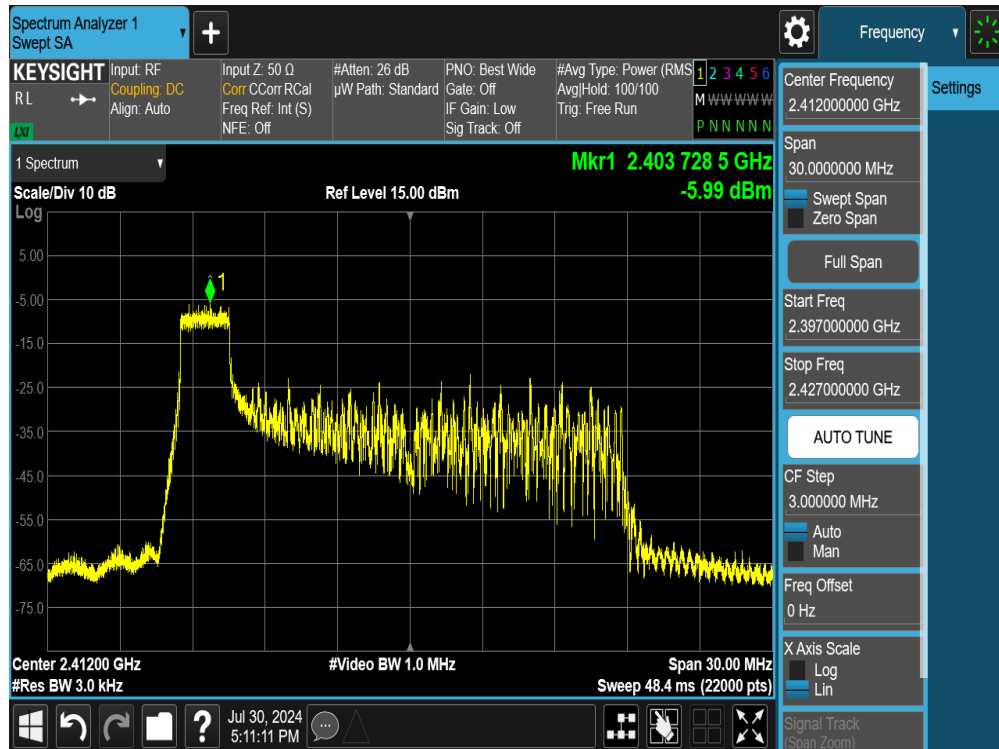 Spectrum Analyzer 1
Swept SA
+
Frequency
KEYSIGHT
RL
LXI
Input: RF
Coupling: DC
Align: Auto
Input Z: 50 Ω
Corr CCorr RCal
Freq Ref: Int (S)
NFE: Off
#Atten: 26 dB
µW Path: Standard
PNO: Best Wide
Gate: Off
IF Gain: Low
Sig Track: Off
#Avg Type: Power (RMS
Avg|Hold: 100/100
Trig: Free Run
1 2 3 4 5 6
M W W W W W
P N N N N N
1 Spectrum
Mkr1 2.403 728 5 GHz
-5.99 dBm
Scale/Div 10 dB
Ref Level 15.00 dBm
Log
5.00
-5.00
-15.0
-25.0
-35.0
-45.0
-55.0
-65.0
-75.0
1
Center 2.41200 GHz
#Video BW 1.0 MHz
Span 30.00 MHz
#Res BW 3.0 kHz
Sweep 48.4 ms (22000 pts)
Center Frequency
2.412000000 GHz
Settings
Span
30.0000000 MHz
Swept Span
Zero Span
Full Span
Start Freq
2.397000000 GHz
Stop Freq
2.427000000 GHz
AUTO TUNE
CF Step
3.000000 MHz
Auto
Man
Freq Offset
0 Hz
X Axis Scale
Log
Lin
Signal Track
(Span Zoom)
?
Jul 30, 2024
5:11:11 PM